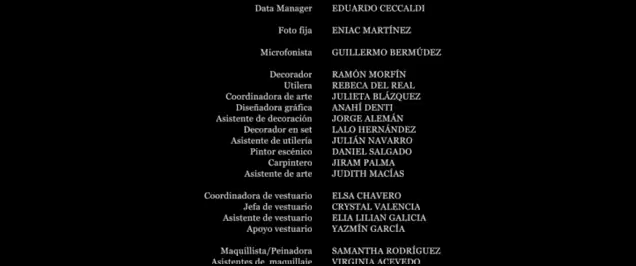 Data Manager EDUARDO CECCALDI
Foto fija ENIAC MARTÍNEZ
Microfonista GUILLERMO BERMÚDEZ
Decorador RAMÓN MORFÍN
Utilera REBECA DEL REAL
Coordinadora de arte JULIETA BLÁZQUEZ
Diseñadora gráfica ANAHÍ DENTI
Asistente de decoración JORGE ALEMÁN
Decorador en set LALO HERNÁNDEZ
Asistente de utilería JULIÁN NAVARRO
Pintor escénico DANIEL SALGADO
Carpintero JIRAM PALMA
Asistente de arte JUDITH MACÍAS
Coordinadora de vestuario ELSA CHAVERO
Jefa de vestuario CRYSTAL VALENCIA
Asistente de vestuario ELIA LILIAN GALICIA
Apoyo vestuario YAZMÍN GARCÍA
Maquillista/Peinadora SAMANTHA RODRÍGUEZ
Asistentes de maquillaje VIRGINIA ACEVEDO